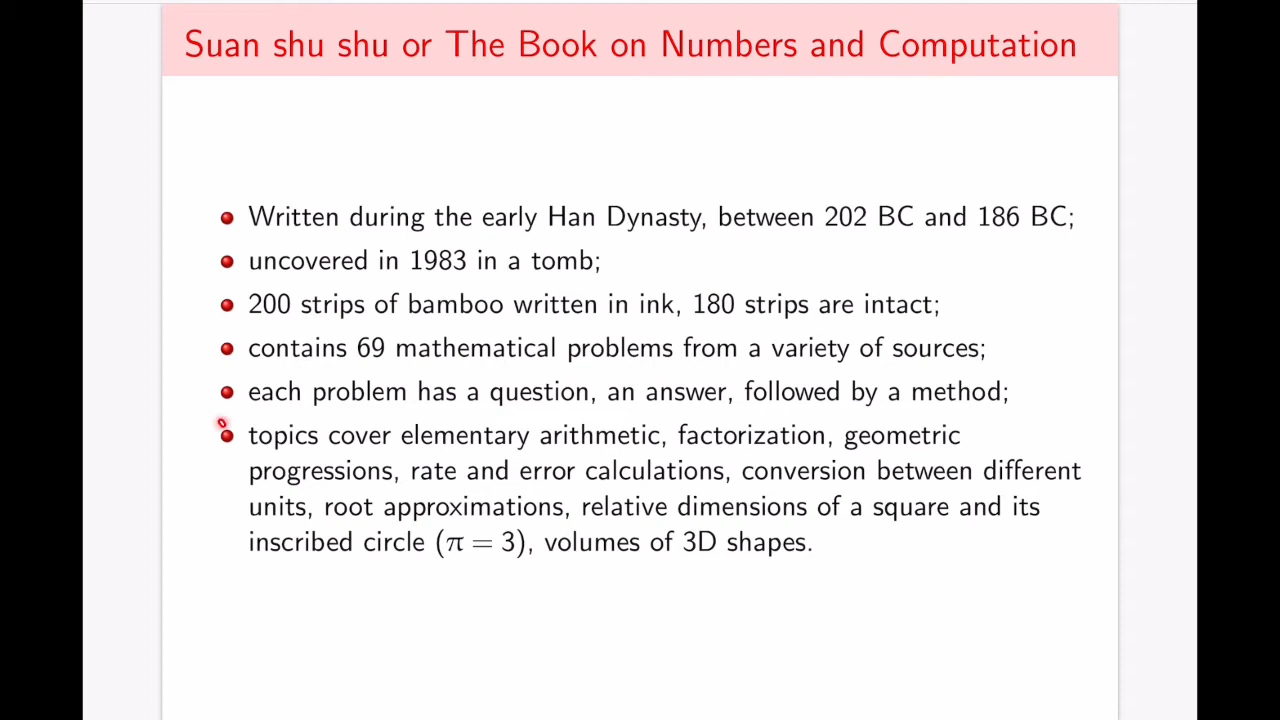 Suan shu shu or The Book on Numbers and Computation
Written during the early Han Dynasty, between 202 BC and 186 BC;
uncovered in 1983 in a tomb;
200 strips of bamboo written in ink, 180 strips are intact;
contains 69 mathematical problems from a variety of sources;
each problem has a question, an answer, followed by a method;
topics cover elementary arithmetic, factorization, geometric
progressions, rate and error calculations, conversion between different
units, root approximations, relative dimensions of a square and its
inscribed circle (π = 3), volumes of 3D shapes.